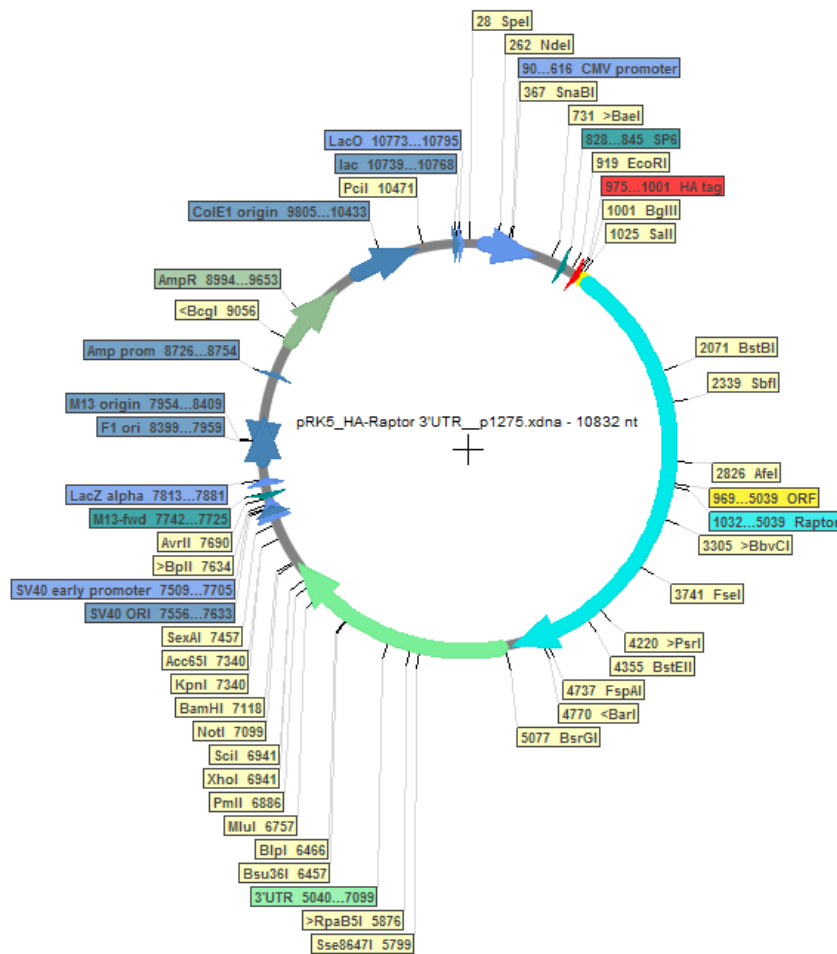 28 SpeI
262 NdeI
90...616 CMV promoter
367 SnaBI
731 >BaeI
828...845 SP6
919 EcoRI
975...1001 HA tag
1001 BglII
1025 SalI
LacO 10773...10795
lac 10739...10768
PciI 10471
ColE1 origin 9805...10433
AmpR 8994...9653
<BcgI 9056
Amp prom 8726...8754
M13 origin 7954...8409
F1 ori 8399...7959
pRK5_HA-Raptor 3'UTR__p1275.xdna - 10832 nt
2071 BstBI
2339 SbfI
2826 AfeI
969...5039 ORF
1032...5039 Raptor
3305 >BbvCI
3741 FseI
4220 >PsrI
4355 BstEII
4737 FspAI
4770 <BarI
5077 BsrGI
LacZ alpha 7813...7881
M13-fwd 7742...7725
AvrII 7690
>BplI 7634
SV40 early promoter 7509...7705
SV40 ORI 7556...7633
SexAI 7457
Acc65I 7340
KpnI 7340
BamHI 7118
NotI 7099
SciI 6941
XhoI 6941
PmlI 6886
MluI 6757
BlpI 6466
Bsu36I 6457
3'UTR 5040...7099
>RpaB5I 5876
Sse8647I 5799